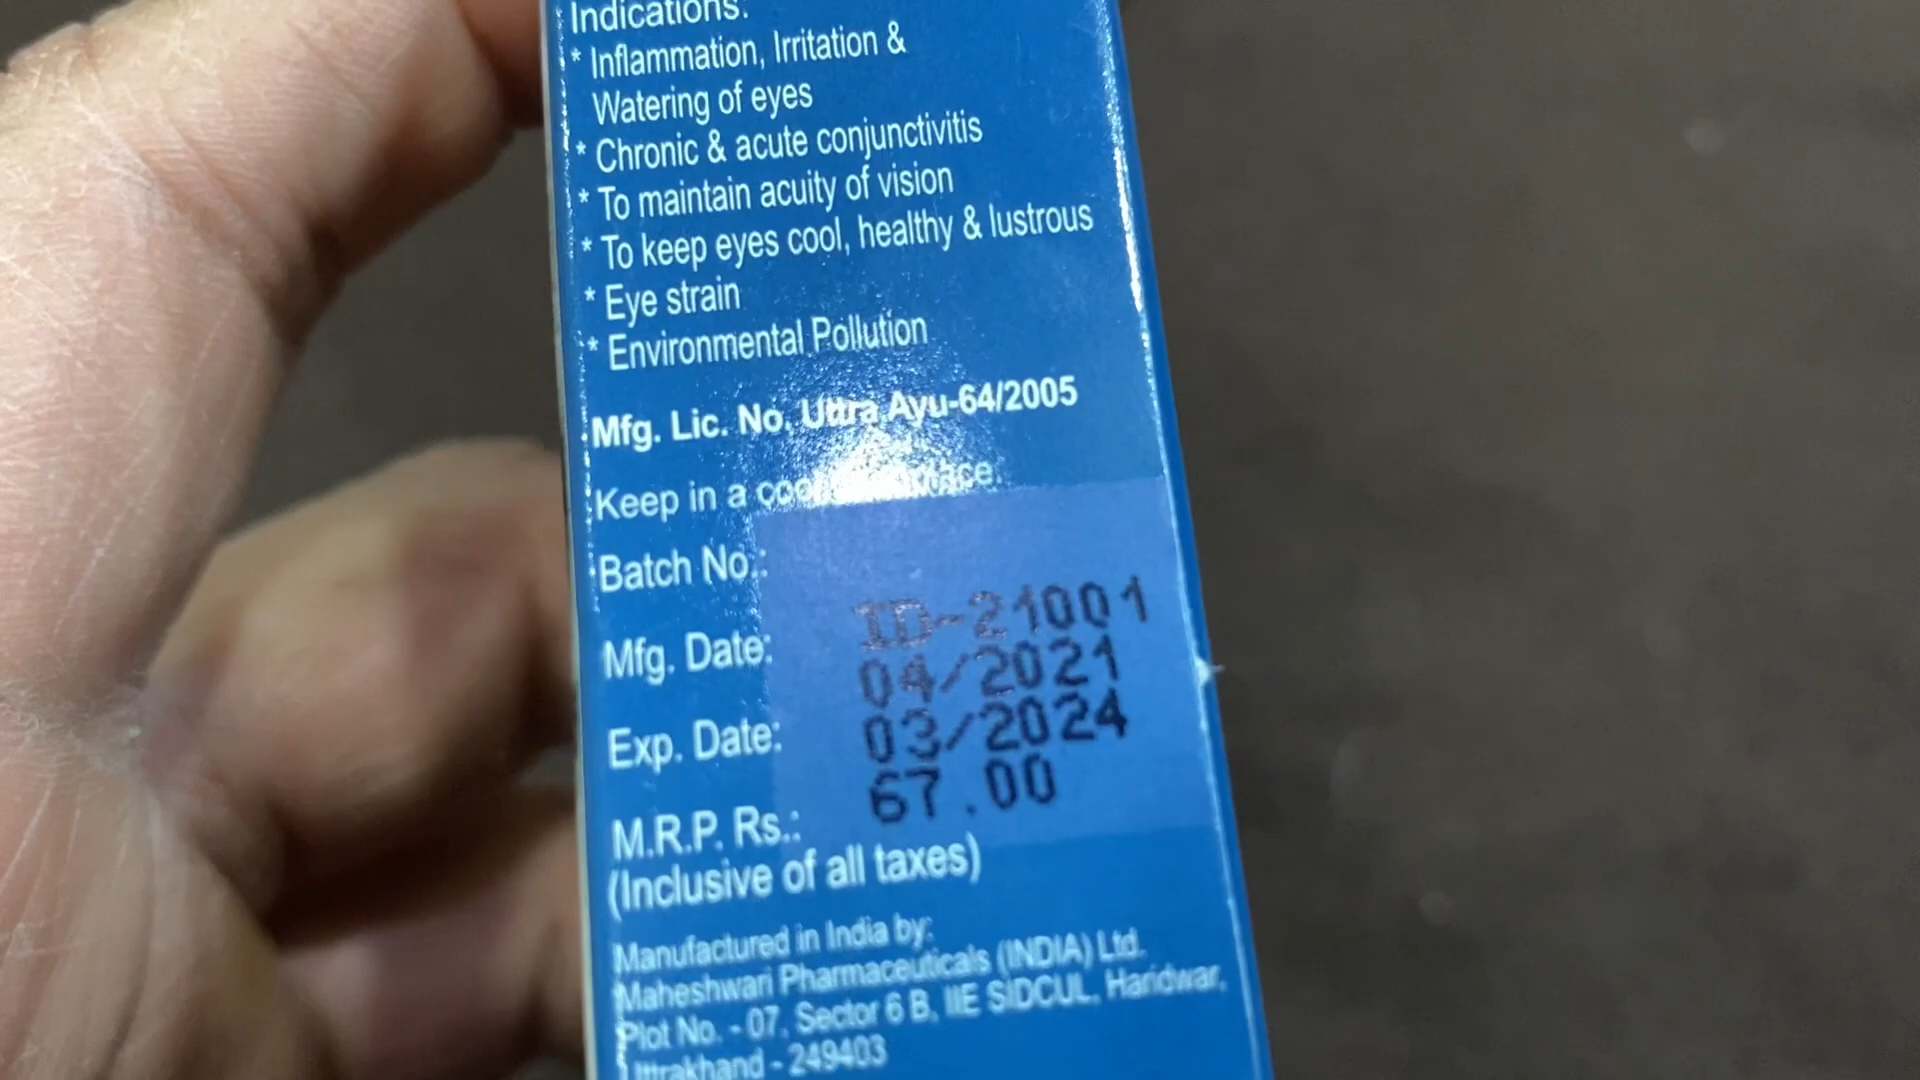 Indications:
* Inflammation, Irritation &
Watering of eyes
* Chronic & acute conjunctivitis
* To maintain acuity of vision
* To keep eyes cool, healthy & lustrous
* Eye strain
* Environmental Pollution
Mfg. Lic. No. Uttra.Ayu-64/2005
Keep in a place.
Batch No.: ID-21001
Mfg. Date: 04/2021
Exp. Date: 03/2024
M.R.P. Rs.: 67.00
(Inclusive of all taxes)
Manufactured in India by:
Maheshwari Pharmaceuticals (INDIA) Ltd.
Plot No. - 07, Sector 6 B, IIE SIDCUL, Haridwar,
Uttrakhand - 249403